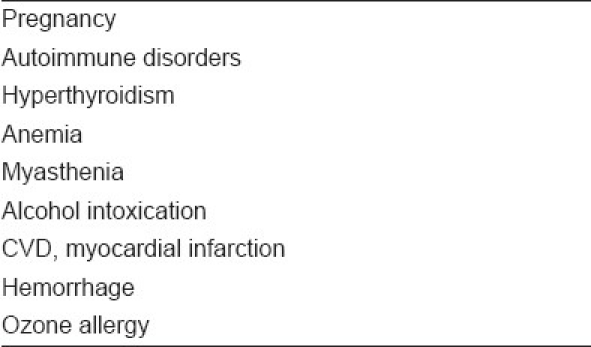 Pregnancy
Autoimmune disorders
Hyperthyroidism
Anemia
Myasthenia
Alcohol intoxication
CVD, myocardial infarction
Hemorrhage
Ozone allergy